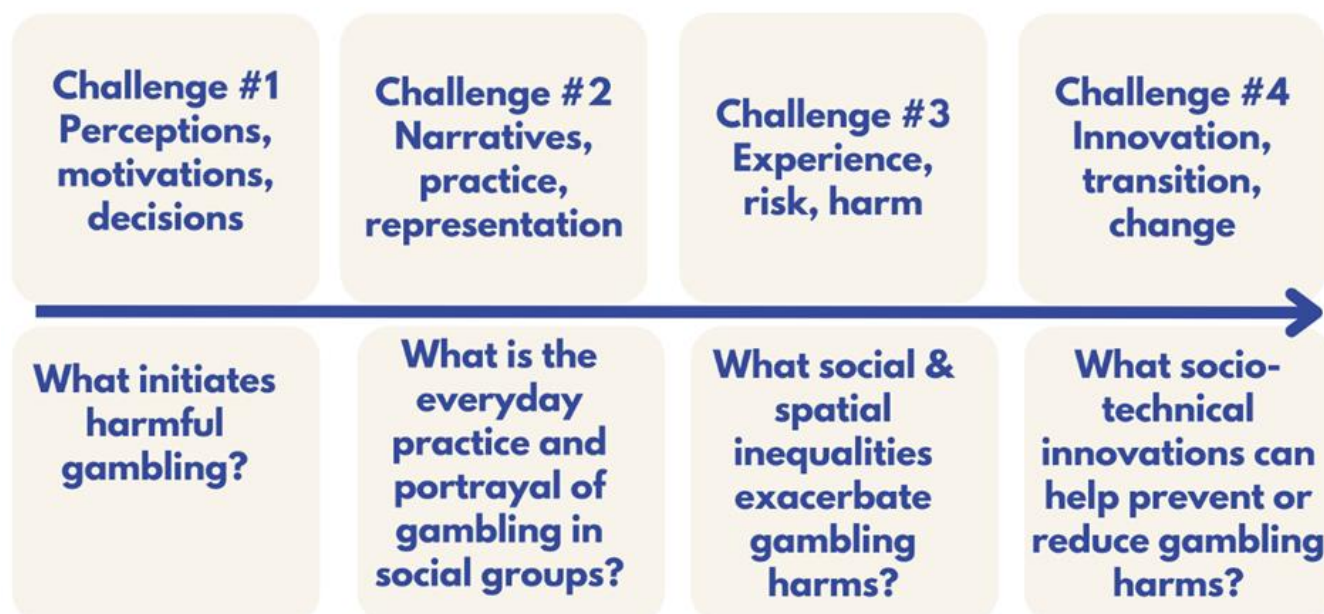 Challenge #1
Perceptions,
motivations,
decisions
Challenge #2
Narratives,
practice,
representation
Challenge #3
Experience,
risk, harm
Challenge #4
Innovation,
transition,
change
What initiates
harmful
gambling?
What is the
everyday
practice and
portrayal of
gambling in
social groups?
What social &
spatial
inequalities
exacerbate
gambling
harms?
What socio-
technical
innovations can
help prevent or
reduce gambling
harms?